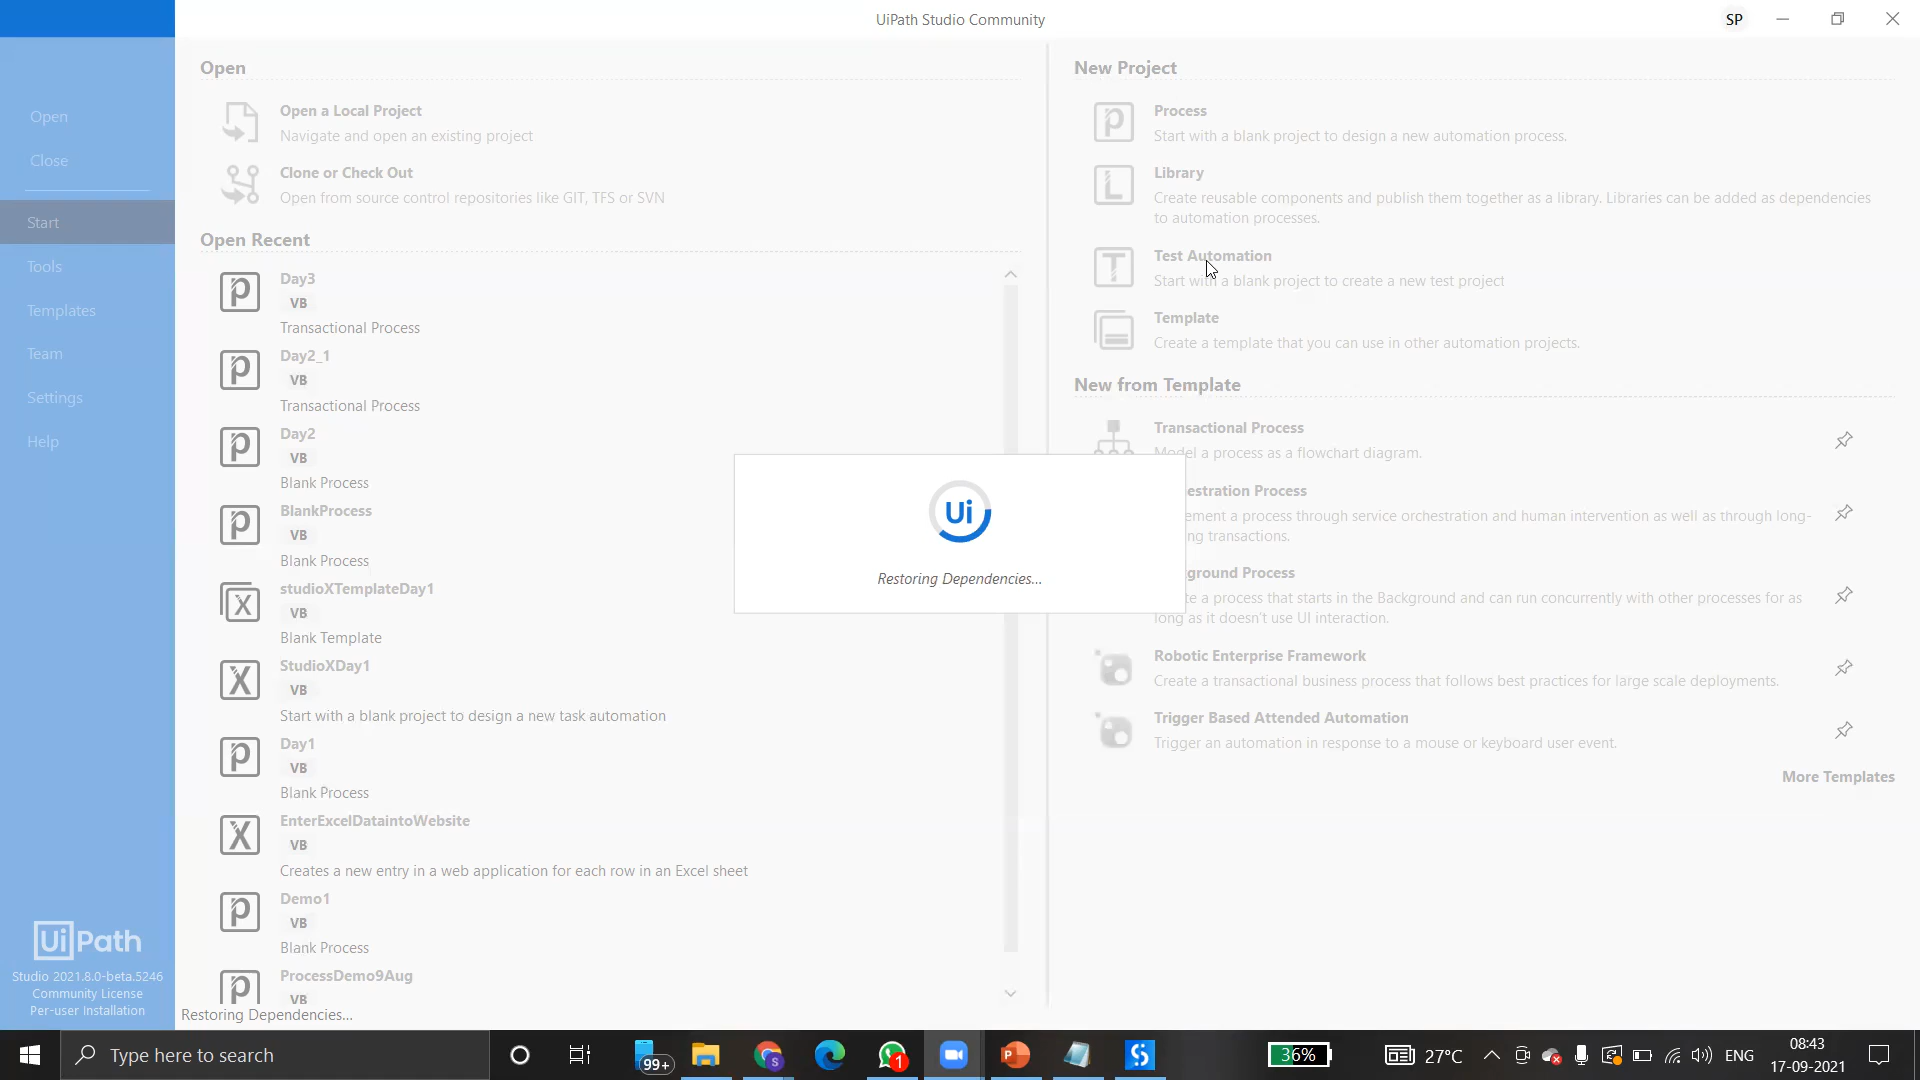 UiPath Studio Community
SP
Open
Close
Start
Tools
Templates
Team
Settings
Help
UiPath
Studio 2021.8.0-beta.5246
Community License
Per-user Installation
Open
Open a Local Project
Navigate and open an existing project
Clone or Check Out
Open from source control repositories like GIT, TFS or SVN
Open Recent
Day3
VB
Transactional Process
Day2_1
VB
Transactional Process
Day2
VB
Blank Process
BlankProcess
VB
Blank Process
studioXTemplateDay1
VB
Blank Template
StudioXDay1
VB
Start with a blank project to design a new task automation
Day1
VB
Blank Process
EnterExcelDataintoWebsite
VB
Creates a new entry in a web application for each row in an Excel sheet
Demo1
VB
Blank Process
ProcessDemo9Aug
VB
Restoring Dependencies...
New Project
Process
Start with a blank project to design a new automation process.
Library
Create reusable components and publish them together as a library. Libraries can be added as dependencies
to automation processes.
Test Automation
Start with a blank project to create a new test project
Template
Create a template that you can use in other automation projects.
New from Template
Transactional Process
Model a process as a flowchart diagram.
estration Process
ement a process through service orchestration and human intervention as well as through long-
ng transactions.
ground Process
te a process that starts in the Background and can run concurrently with other processes for as
long as it doesn't use UI interaction.
Robotic Enterprise Framework
Create a transactional business process that follows best practices for large scale deployments.
Trigger Based Attended Automation
Trigger an automation in response to a mouse or keyboard user event.
More Templates
Ui
Restoring Dependencies...
Type here to search
99+
S
1
36%
27°C
ENG
08:43
17-09-2021